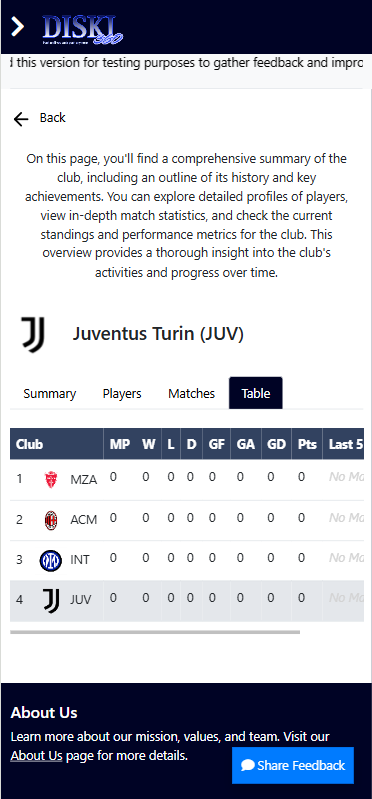 DISKI
360
d this version for testing purposes to gather feedback and impro
Back
On this page, you'll find a comprehensive summary of the
club, including an outline of its history and key
achievements. You can explore detailed profiles of players,
view in-depth match statistics, and check the current
standings and performance metrics for the club. This
overview provides a thorough insight into the club's
activities and progress over time.
Juventus Turin (JUV)
Summary Players Matches Table
Club MP W L D GF GA GD Pts Last 5
1 MZA 0 0 0 0 0 0 0 0 No Ma
2 ACM 0 0 0 0 0 0 0 0 No Ma
3 INT 0 0 0 0 0 0 0 0 No Ma
4 JUV 0 0 0 0 0 0 0 0 No Ma
About Us
Learn more about our mission, values, and team. Visit our
About Us page for more details.
Share Feedback